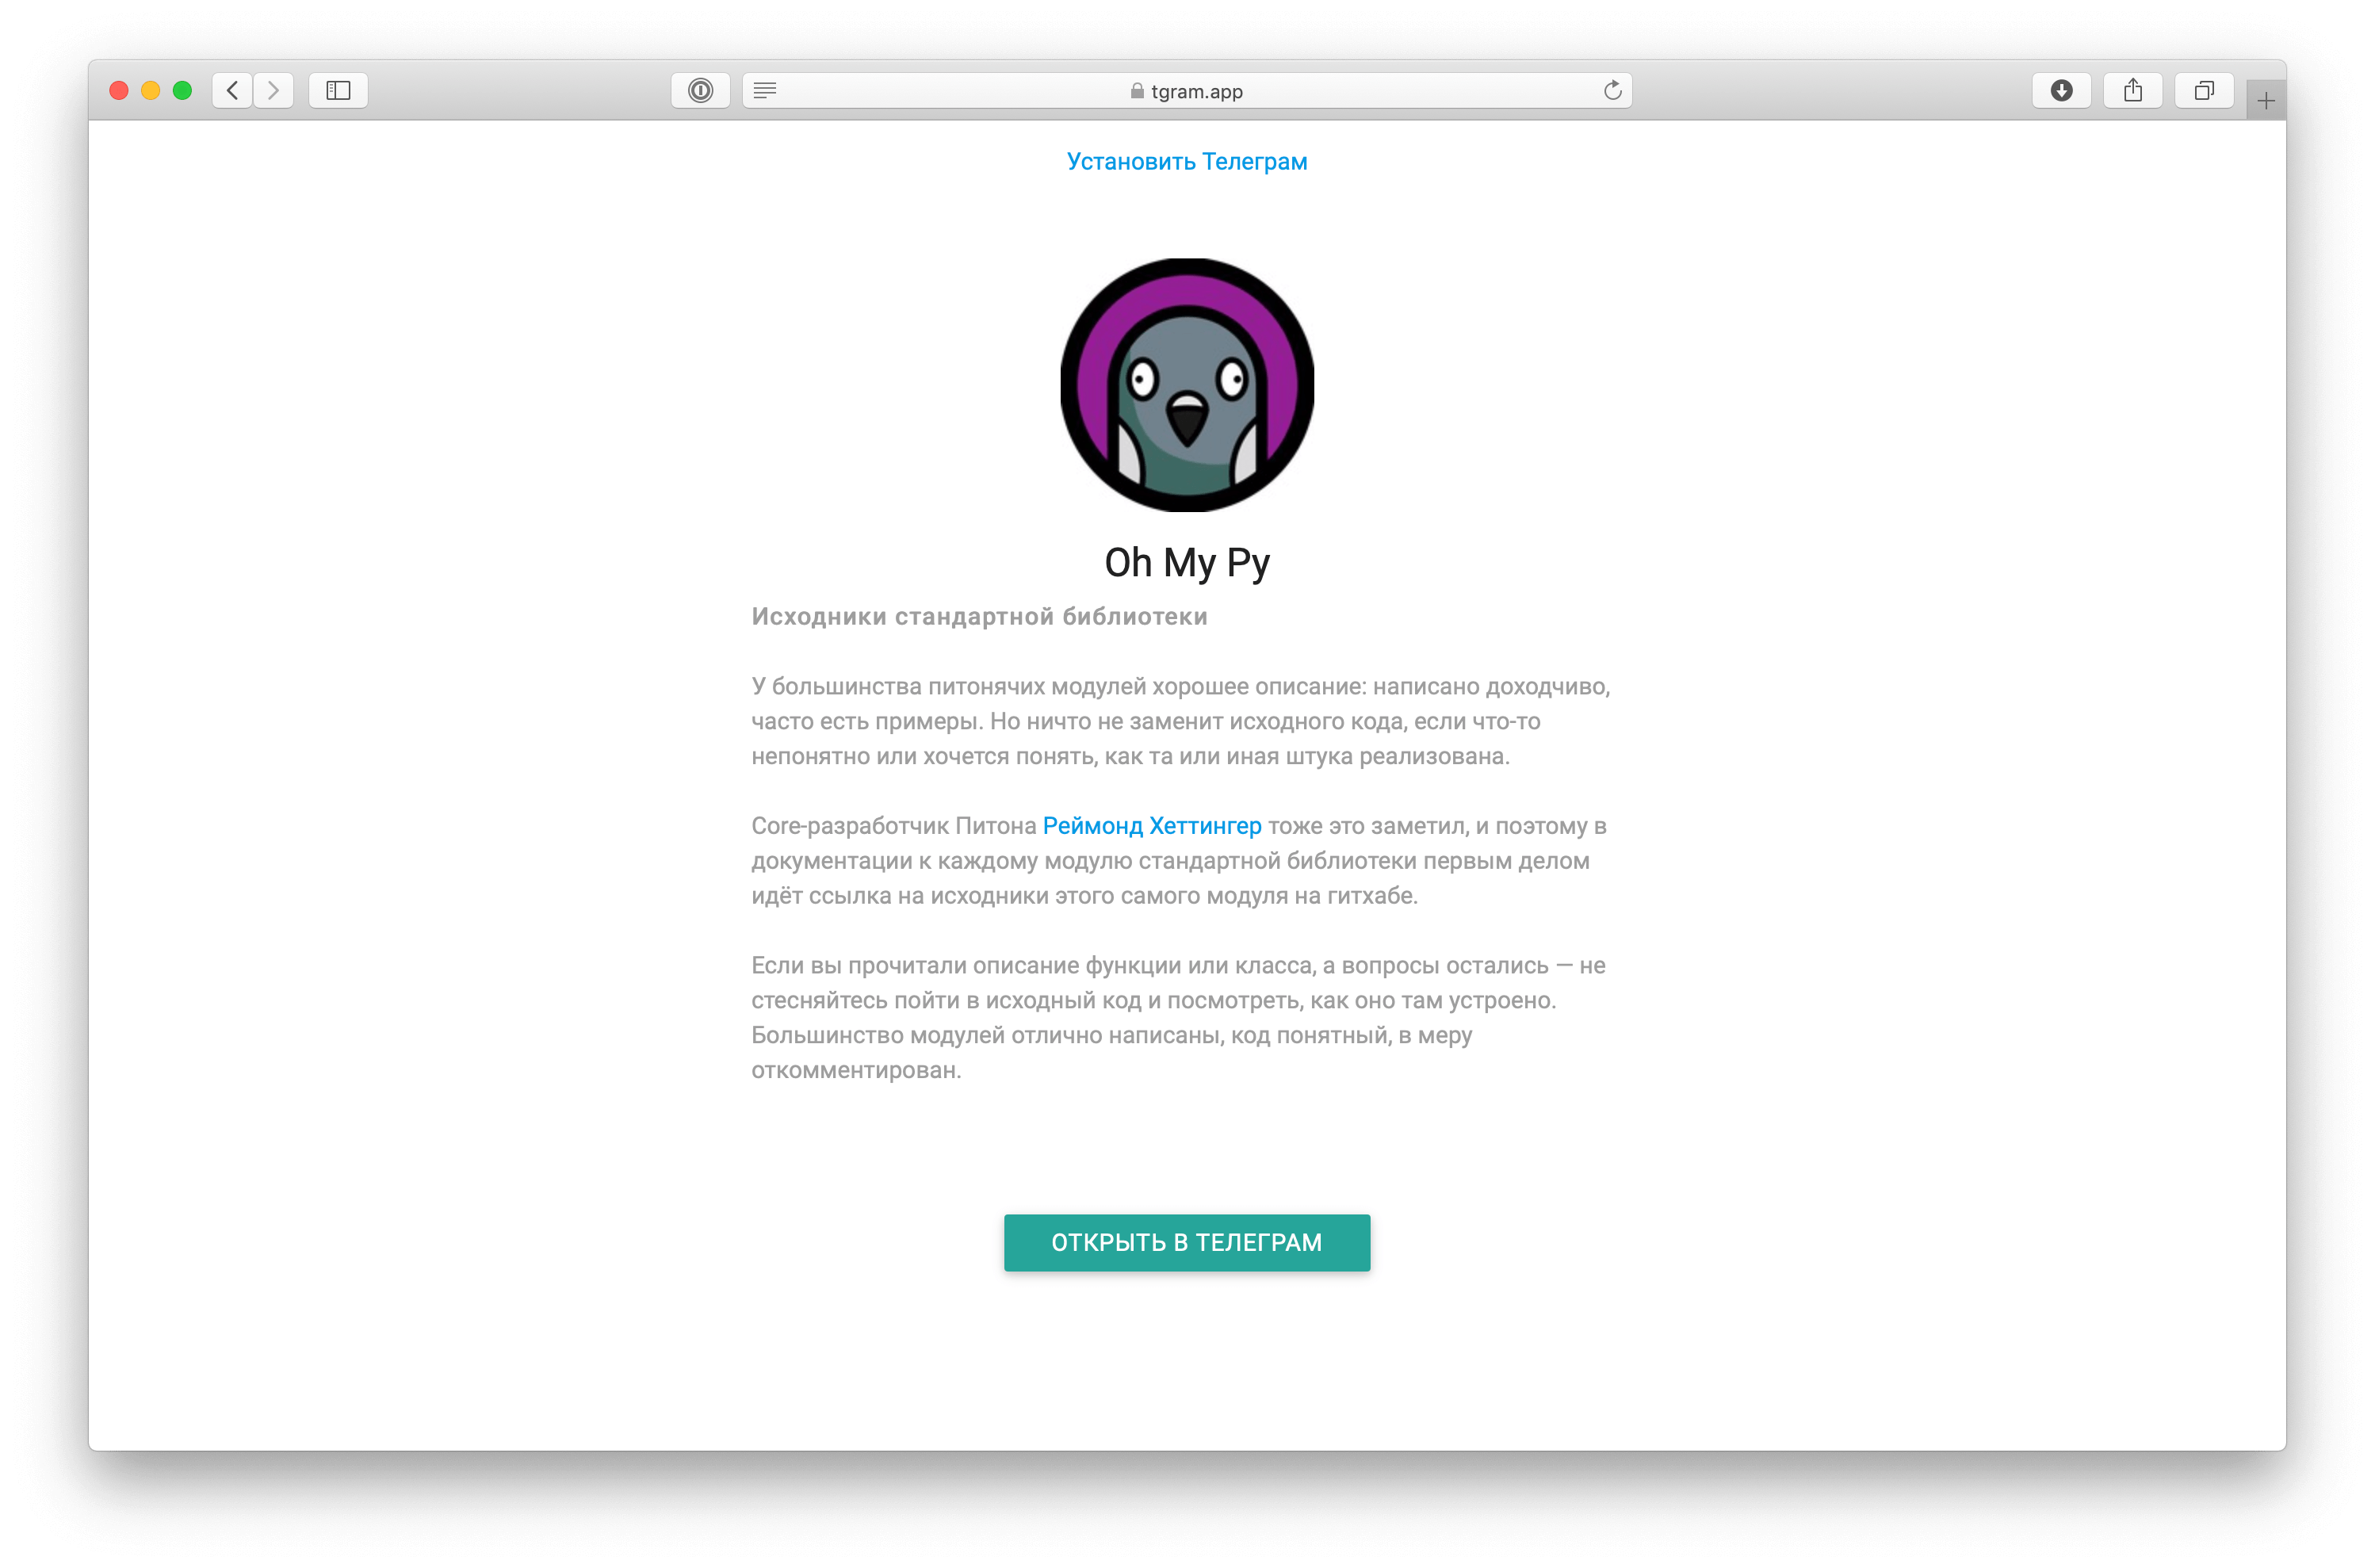 tgram.app
Установить Телеграм
Oh My Py
Исходники стандартной библиотеки
У большинства питонячих модулей хорошее описание: написано доходчиво,
часто есть примеры. Но ничто не заменит исходного кода, если что-то
непонятно или хочется понять, как та или иная штука реализована.
Core-разработчик Питона Реймонд Хеттингер тоже это заметил, и поэтому в
документации к каждому модулю стандартной библиотеки первым делом
идёт ссылка на исходники этого самого модуля на гитхабе.
Если вы прочитали описание функции или класса, а вопросы остались — не
стесняйтесь пойти в исходный код и посмотреть, как оно там устроено.
Большинство модулей отлично написаны, код понятный, в меру
откомментирован.
ОТКРЫТЬ В ТЕЛЕГРАМ